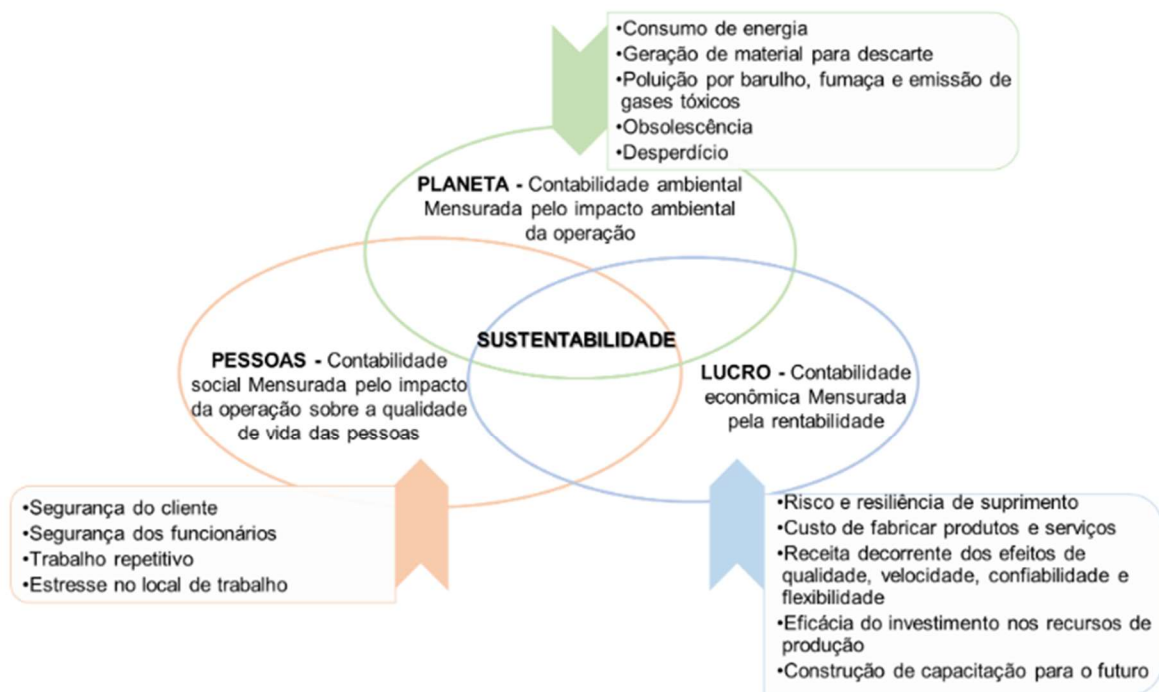 •Consumo de energia
•Geração de material para descarte
•Poluição por barulho, fumaça e emissão de
gases tóxicos
•Obsolescência
•Desperdício
PLANETA - Contabilidade ambiental
Mensurada pelo impacto ambiental
da operação
SUSTENTABILIDADE
PESSOAS - Contabilidade
social Mensurada pelo impacto
da operação sobre a qualidade
de vida das pessoas
LUCRO - Contabilidade
econômica Mensurada
pela rentabilidade
•Segurança do cliente
•Segurança dos funcionários
•Trabalho repetitivo
•Estresse no local de trabalho
•Risco e resiliência de suprimento
•Custo de fabricar produtos e serviços
•Receita decorrente dos efeitos de
qualidade, velocidade, confiabilidade e
flexibilidade
•Eficácia do investimento nos recursos de
produção
•Construção de capacitação para o futuro